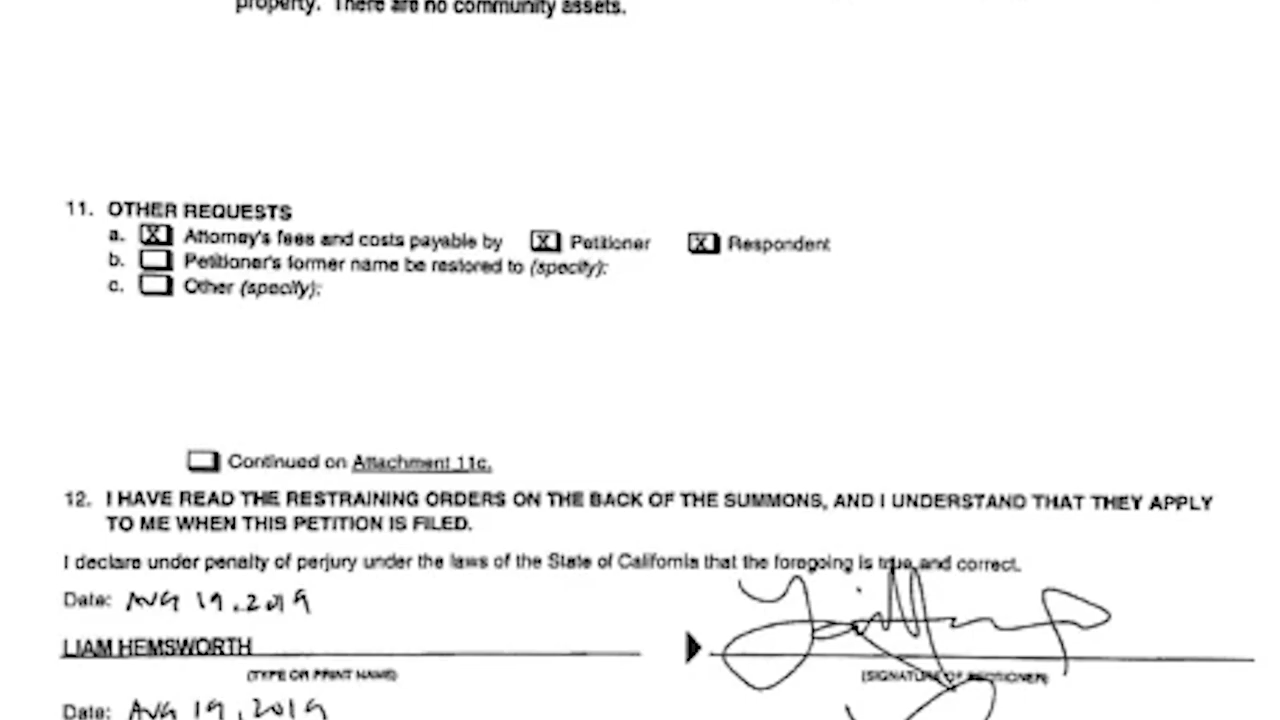 property. There are no community assets.
11. OTHER REQUESTS
a. X Attorney's fees and costs payable by X Petitioner X Respondent
b. Petitioner's former name be restored to (specify):
c. Other (specify):
Continued on Attachment 11c.
12. I HAVE READ THE RESTRAINING ORDERS ON THE BACK OF THE SUMMONS, AND I UNDERSTAND THAT THEY APPLY
TO ME WHEN THIS PETITION IS FILED.
I declare under penalty of perjury under the laws of the State of California that the foregoing is true and correct.
Date: AUG 19, 2019
LIAM HEMSWORTH
(TYPE OR PRINT NAME) (SIGNATURE OF PETITIONER)
Date: AUG 19, 2019